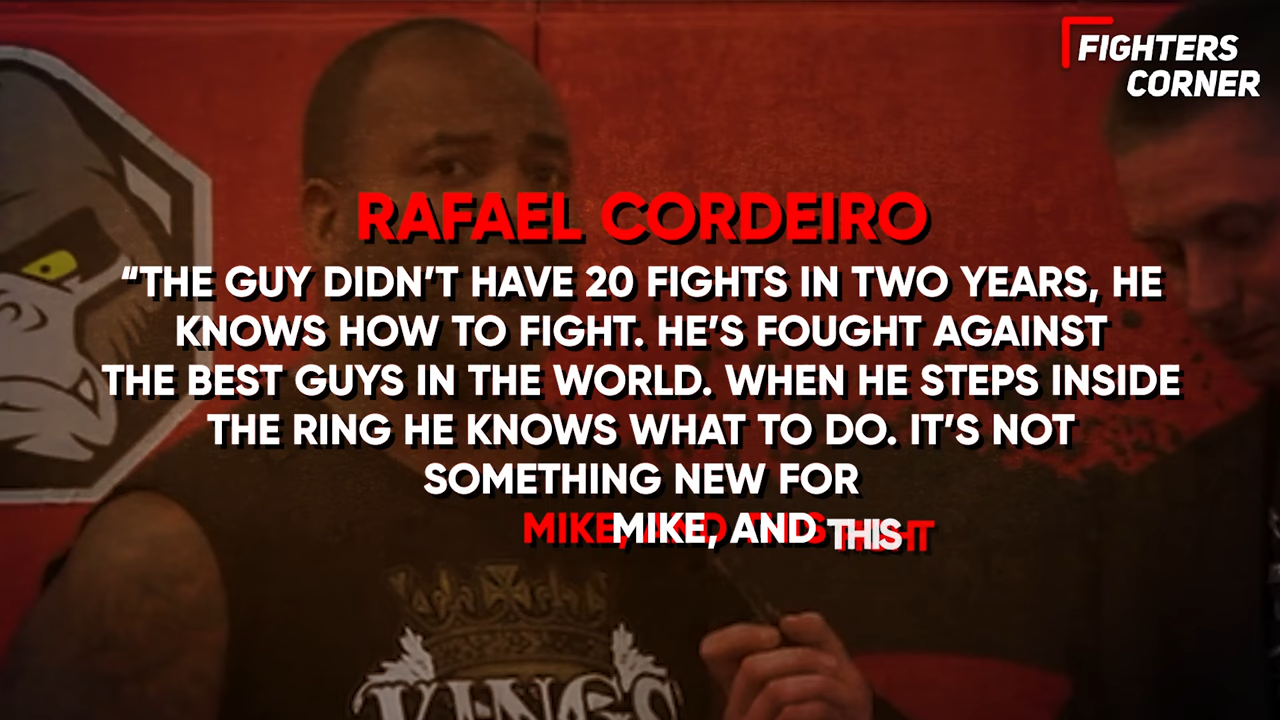 FIGHTERS
CORNER
RAFAEL CORDEIRO
“THE GUY DIDN’T HAVE 20 FIGHTS IN TWO YEARS, HE
KNOWS HOW TO FIGHT. HE’S FOUGHT AGAINST
THE BEST GUYS IN THE WORLD. WHEN HE STEPS INSIDE
THE RING HE KNOWS WHAT TO DO. IT’S NOT
SOMETHING NEW FOR
MIKE, AND THIS
KINGS